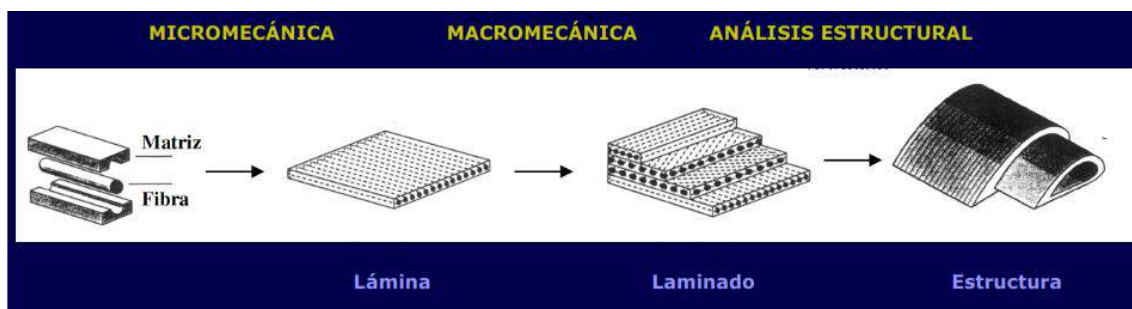 MICROMECÁNICA MACROMECÁNICA ANÁLISIS ESTRUCTURAL
Matriz
Fibra
Lámina Laminado Estructura